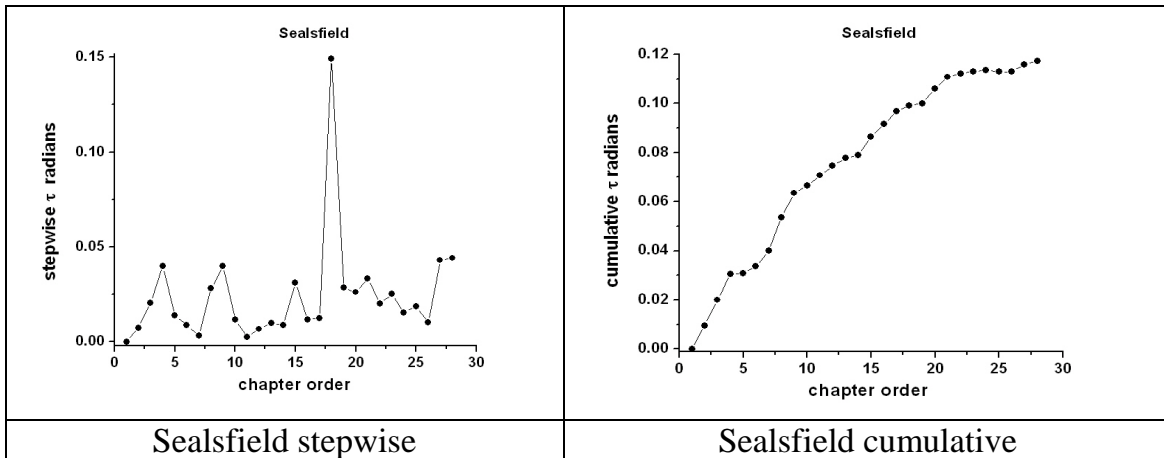 Sealsfield
0.15
0.10
0.05
0.00
stepwise τ radians
0 5 10 15 20 25 30
chapter order
Sealsfield
0.12
0.10
0.08
0.06
0.04
0.02
0.00
cumulative τ radians
0 5 10 15 20 25 30
chapter order
Sealsfield stepwise
Sealsfield cumulative